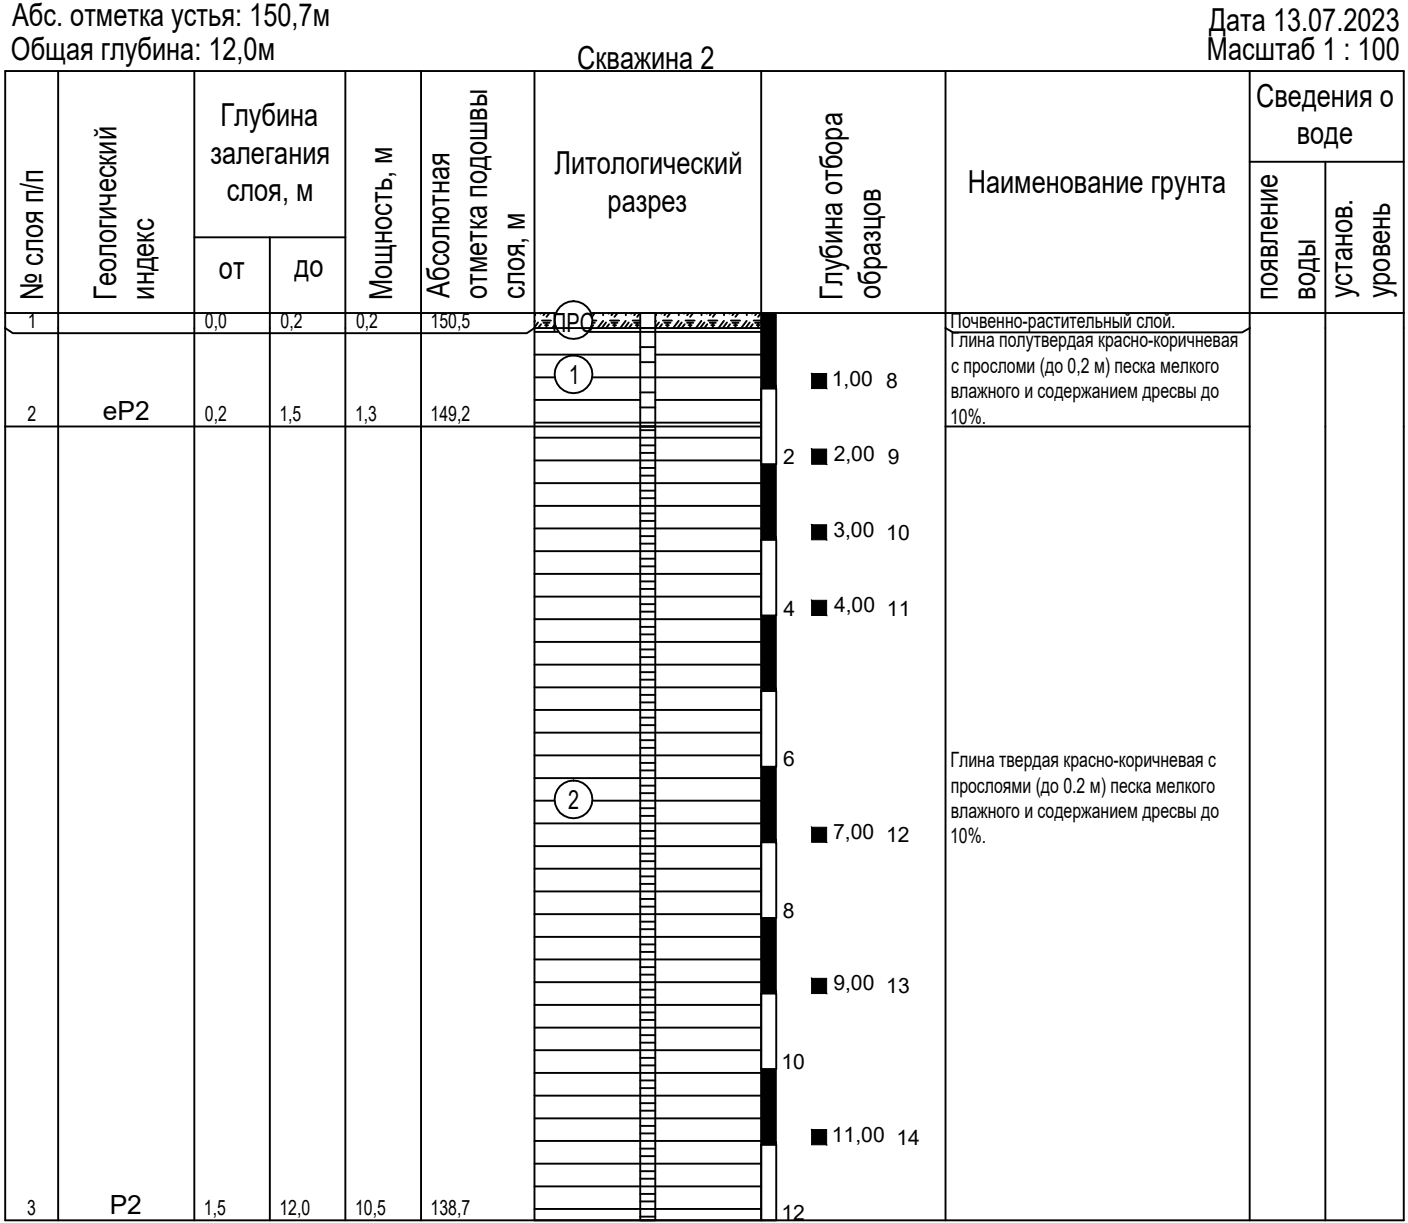 Абс. отметка устья: 150,7м
Общая глубина: 12,0м
Скважина 2
Дата 13.07.2023
Масштаб 1 : 100
№ слоя п/п
Геологический
индекс
Глубина
залегания
слоя, м
от
до
Мощность, м
Абсолютная
отметка подошвы
слоя, м
Литологический
разрез
Глубина отбора
образцов
Наименование грунта
Сведения о
воде
появление
воды
установ.
уровень
1 0,0 0,2 0,2 150,5 ПРС Почвенно-растительный слой.
Глина полутвердая красно-коричневая
с просломи (до 0,2 м) песка мелкого
влажного и содержанием дресвы до
10%.
1
1,00 8
2 eP2 0,2 1,5 1,3 149,2
2 2,00 9
3,00 10
4 4,00 11
6
Глина твердая красно-коричневая с
прослоями (до 0.2 м) песка мелкого
влажного и содержанием дресвы до
10%.
2
7,00 12
8
9,00 13
10
11,00 14
3 P2 1,5 12,0 10,5 138,7 12